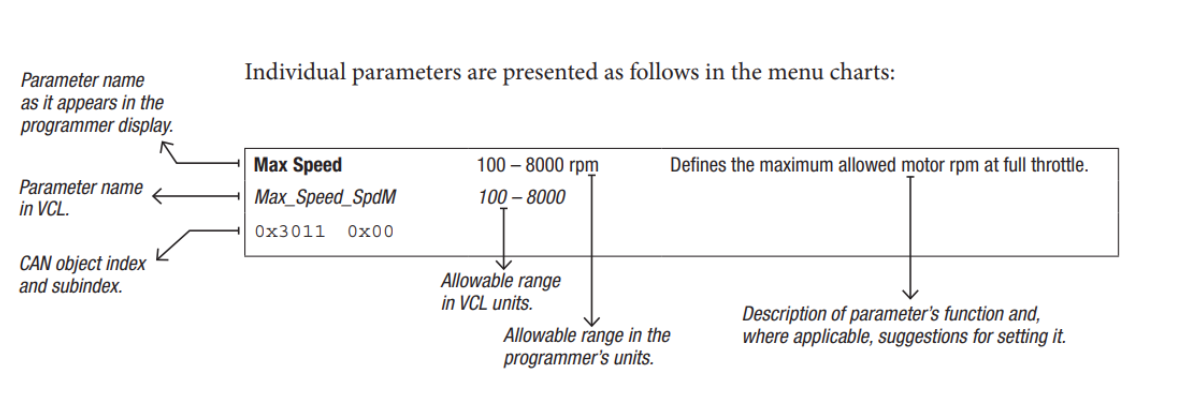 Individual parameters are presented as follows in the menu charts:
Parameter name
as it appears in the
programmer display.
Max Speed 100 – 8000 rpm Defines the maximum allowed motor rpm at full throttle.
Parameter name
in VCL.
Max_Speed_SpdM 100 – 8000
0x3011 0x00
CAN object index
and subindex.
Allowable range
in VCL units.
Allowable range in the
programmer’s units.
Description of parameter’s function and,
where applicable, suggestions for setting it.